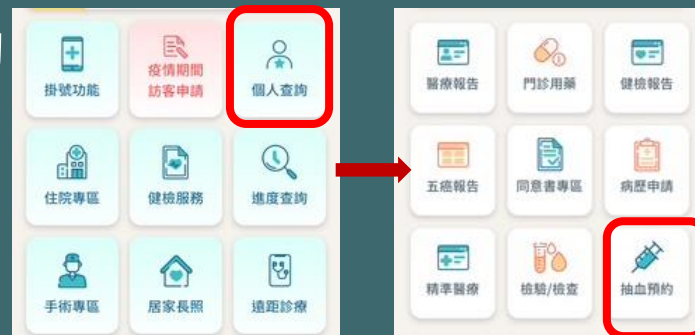 掛號功能
疫情期間
訪客申請
個人查詢
住院專區
健檢服務
進度查詢
手術專區
居家長照
遠距診療
醫療報告
門診用藥
健檢報告
五癌報告
同意書專區
病歷申請
精準醫療
檢驗/檢查
抽血預約